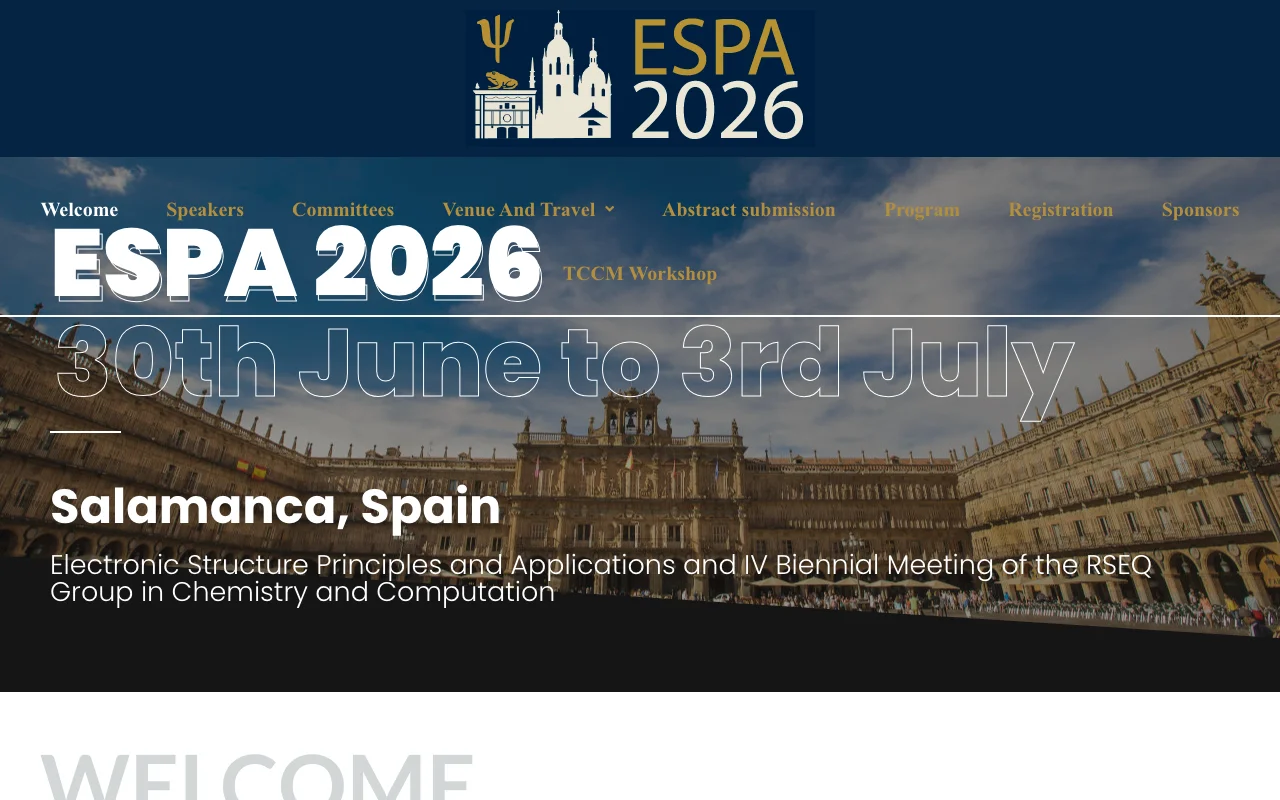 ψ ESPA
2026
Welcome Speakers Committees Venue And Travel Abstract submission Program Registration Sponsors
TCCM Workshop
ESPA 2026
30th June to 3rd July
Salamanca, Spain
Electronic Structure Principles and Applications and IV Biennial Meeting of the RSEQ
Group in Chemistry and Computation
WELCOME